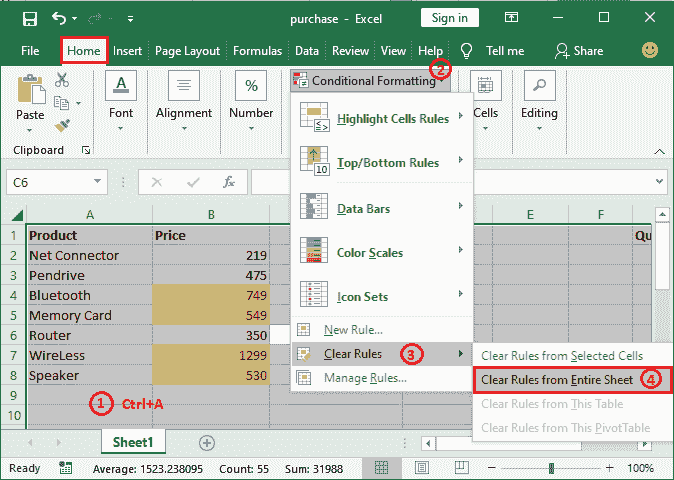 purchase - Excel Sign in
File Home Insert Page Layout Formulas Data Review View Help Tell me Share
2
Conditional Formatting
Paste Font Alignment Number Cells Editing
%
Clipboard
Highlight Cells Rules
Top/Bottom Rules
10
Data Bars
Color Scales
Icon Sets
New Rule...
Clear Rules 3
Manage Rules...
Clear Rules from Selected Cells
Clear Rules from Entire Sheet 4
Clear Rules from This Table
Clear Rules from This PivotTable
C6 fx
A B E F
1 Product Price Qu
2 Net Connector 219
3 Pendrive 475
4 Bluetooth 749
5 Memory Card 549
6 Router 350
7 WireLess 1299
8 Speaker 530
9
10
1 Ctrl+A
Sheet1
Ready Average: 1523.238095 Count: 55 Sum: 31988 100%